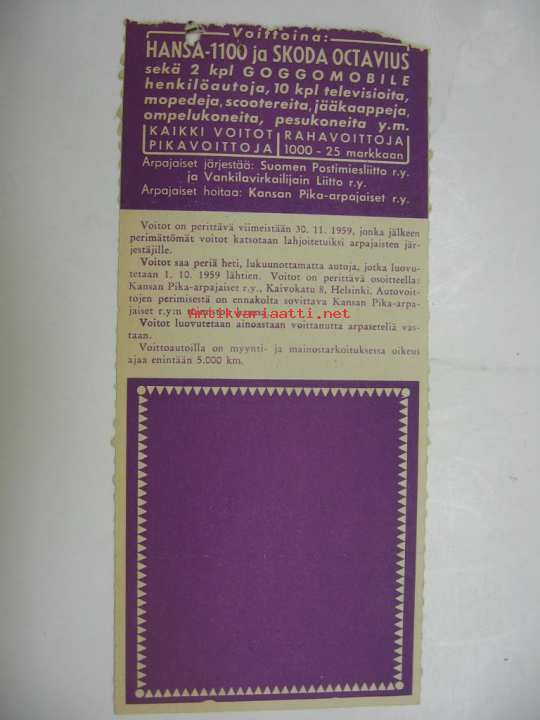 Voittoina:
HANSA-1100 ja SKODA OCTAVIUS
sekä 2 kpl GOGGOMOBILE
henkilöautoja, 10 kpl televisioita,
mopedeja, scootereita, jääkaappeja,
ompelukoneita, pesukoneita y.m.
KAIKKI VOITOT PIKAVOITTOJA
RAHAVOITTOJA 1000 - 25 markkaan
Arpajaiset järjestää: Suomen Postimiesliitto r.y.
ja Vankilavirkailijain Liitto r.y.
Arpajaiset hoitaa: Kansan Pika-arpajaiset r.y.
Voitot on perittävä viimeistään 30. 11. 1959, jonka jälkeen
perimättömät voitot katsotaan lahjoitetuiksi arpajaisten jär-
jestäjille.
Voitot saa periä heti, lukuunottamatta autoja, jotka luovu-
tetaan 1. 10. 1959 lähtien. Voitot on perittävä osoitteella:
Kansan Pika-arpajaiset r.y., Kaivokatu 8, Helsinki. Autovoit-
tojen perimisestä on ennakolta sovittava Kansan Pika-arpa-
jaiset r.y:n
Voitot luovutetaan ainoastaan voittanutta arpaseteliä vas-
taan.
Voittoautoilla on myynti- ja mainostarkoituksessa oikeus
ajaa enintään 5.000 km.
antikvariaatti.net